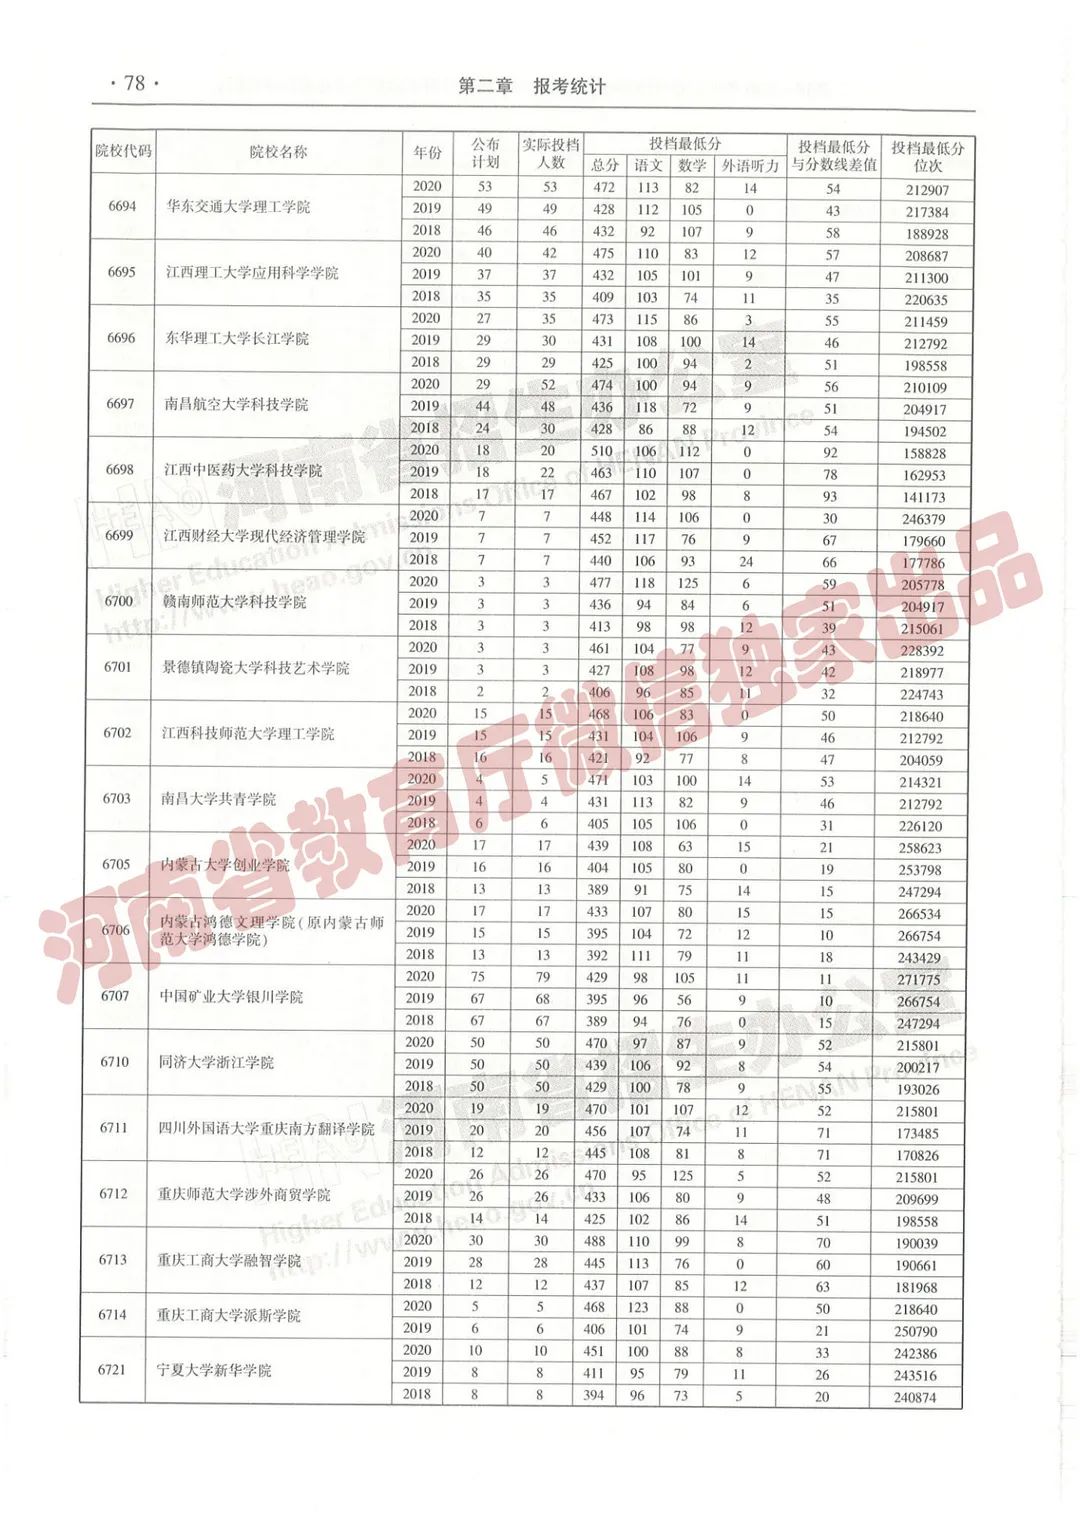 · 78 ·
第二章 报考统计
院校代码 院校名称 年份 公布计划 实际投档人数 投档最低分 投档最低分与分数线差值 投档最低分位次
总分 语文 数学 外语听力
6694 华东交通大学理工学院
2020 53 53 472 113 82 14 54 212907
2019 49 49 428 112 105 0 43 217384
2018 46 46 432 92 107 9 58 188928
6695 江西理工大学应用科学学院
2020 40 42 475 110 83 12 57 208687
2019 37 37 432 105 101 9 47 211300
2018 35 35 409 103 74 11 35 220635
6696 东华理工大学长江学院
2020 27 35 473 115 86 3 55 211459
2019 29 30 431 108 100 14 46 212792
2018 29 29 425 100 94 2 51 198558
6697 南昌航空大学科技学院
2020 29 52 474 100 94 9 56 210109
2019 44 48 436 118 72 9 51 204917
2018 24 30 428 86 88 12 54 194502
6698 江西中医药大学科技学院
2020 18 20 510 106 112 0 92 158828
2019 18 22 463 110 107 0 78 162953
2018 17 17 467 102 98 8 93 141173
6699 江西财经大学现代经济管理学院
2020 7 7 448 114 106 0 30 246379
2019 7 7 452 117 76 9 67 179660
2018 7 7 440 106 93 24 66 177786
6700 赣南师范大学科技学院
2020 3 3 477 118 125 6 59 205778
2019 3 3 436 94 84 6 51 204917
2018 3 3 413 98 98 12 39 215061
6701 景德镇陶瓷大学科技艺术学院
2020 3 3 461 104 77 9 43 228392
2019 3 3 427 108 98 12 42 218977
2018 2 2 406 96 85 11 32 224743
6702 江西科技师范大学理工学院
2020 15 15 468 106 83 0 50 218640
2019 15 15 431 104 106 9 46 212792
2018 16 16 421 92 77 8 47 204059
6703 南昌大学共青学院
2020 4 5 471 103 100 14 53 214321
2019 4 4 431 113 82 9 46 212792
2018 6 6 405 105 106 0 31 226120
6705 内蒙古大学创业学院
2020 17 17 439 108 63 15 21 258623
2019 16 16 404 105 80 0 19 253798
2018 13 13 389 91 75 14 15 247294
6706 内蒙古鸿德文理学院(原内蒙古师
范大学鸿德学院)
2020 17 17 433 107 80 15 15 266534
2019 15 15 395 104 72 12 10 266754
2018 13 13 392 111 79 11 18 243429
6707 中国矿业大学银川学院
2020 75 79 429 98 105 11 11 271775
2019 67 68 395 96 56 9 10 266754
2018 67 67 389 94 76 0 15 247294
6710 同济大学浙江学院
2020 50 50 470 97 87 9 52 215801
2019 50 50 439 106 92 8 54 200217
2018 50 50 429 100 78 9 55 193026
6711 四川外国语大学重庆南方翻译学院
2020 19 19 470 101 107 12 52 215801
2019 20 20 456 107 74 11 71 173485
2018 12 12 445 108 81 8 71 170826
6712 重庆师范大学涉外商贸学院
2020 26 26 470 95 125 5 52 215801
2019 26 26 433 106 80 9 48 209699
2018 14 14 425 102 86 14 51 198558
6713 重庆工商大学融智学院
2020 30 30 488 110 99 8 70 190039
2019 28 28 445 113 76 0 60 190661
2018 12 12 437 107 85 12 63 181968
6714 重庆工商大学派斯学院
2020 5 5 468 123 88 0 50 218640
2019 6 6 406 101 74 9 21 250790
6721 宁夏大学新华学院
2020 10 10 451 100 88 8 33 242386
2019 8 8 411 95 79 11 26 243516
2018 8 8 394 96 73 5 20 240874
河南省教育厅微信独家出品
HEAO 河南省招生办公室
Higher Education Admissions Office of HENAN Province
http://www.heao.gov.cn
HEAO 河南省招生办公室
Higher Education Admissions Office of HENAN Province
http://www.heao.gov.cn